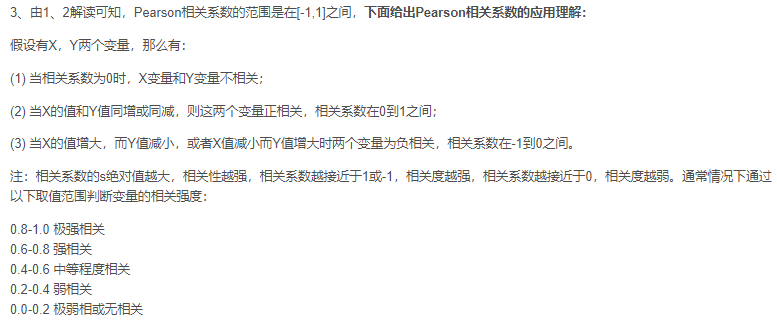 3、由1、2解读可知，Pearson相关系数的范围是在[-1,1]之间，下面给出Pearson相关系数的应用理解：
假设有X，Y两个变量，那么有：
(1) 当相关系数为0时，X变量和Y变量不相关；
(2) 当X的值和Y值同增或同减，则这两个变量正相关，相关系数在0到1之间；
(3) 当X的值增大，而Y值减小，或者X值减小而Y值增大时两个变量为负相关，相关系数在-1到0之间。
注：相关系数的s绝对值越大，相关性越强，相关系数越接近于1或-1，相关度越强，相关系数越接近于0，相关度越弱。通常情况下通过
以下取值范围判断变量的相关强度：
0.8-1.0 极强相关
0.6-0.8 强相关
0.4-0.6 中等程度相关
0.2-0.4 弱相关
0.0-0.2 极弱相或无相关